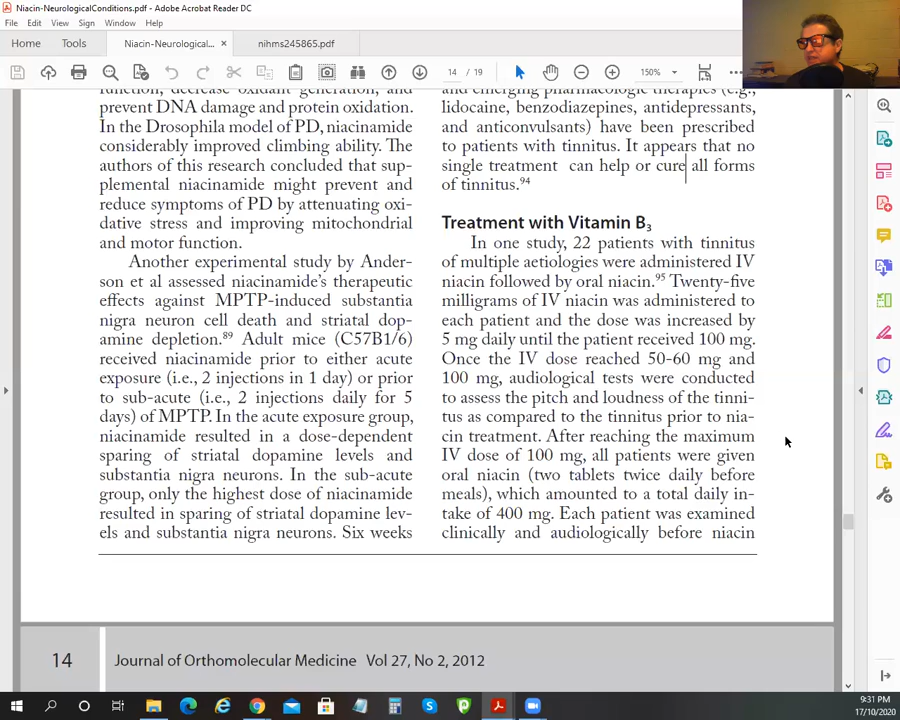 Niacin-NeurologicalConditions.pdf - Adobe Acrobat Reader DC
File Edit View Sign Window Help
Home Tools Niacin-Neurological... × nihms245865.pdf
14 / 19 150%
prevent DNA damage and protein oxidation.
In the Drosophila model of PD, niacinamide
considerably improved climbing ability. The
authors of this research concluded that sup-
plemental niacinamide might prevent and
reduce symptoms of PD by attenuating oxi-
dative stress and improving mitochondrial
and motor function.
Another experimental study by Ander-
son et al assessed niacinamide's therapeutic
effects against MPTP-induced substantia
nigra neuron cell death and striatal dop-
amine depletion.89 Adult mice (C57B1/6)
received niacinamide prior to either acute
exposure (i.e., 2 injections in 1 day) or prior
to sub-acute (i.e., 2 injections daily for 5
days) of MPTP. In the acute exposure group,
niacinamide resulted in a dose-dependent
sparing of striatal dopamine levels and
substantia nigra neurons. In the sub-acute
group, only the highest dose of niacinamide
resulted in sparing of striatal dopamine lev-
els and substantia nigra neurons. Six weeks
and emerging pharmacologic therapies (e.g.,
lidocaine, benzodiazepines, antidepressants,
and anticonvulsants) have been prescribed
to patients with tinnitus. It appears that no
single treatment can help or cure all forms
of tinnitus.94
Treatment with Vitamin B3
In one study, 22 patients with tinnitus
of multiple aetiologies were administered IV
niacin followed by oral niacin.95 Twenty-five
milligrams of IV niacin was administered to
each patient and the dose was increased by
5 mg daily until the patient received 100 mg.
Once the IV dose reached 50-60 mg and
100 mg, audiological tests were conducted
to assess the pitch and loudness of the tinni-
tus as compared to the tinnitus prior to nia-
cin treatment. After reaching the maximum
IV dose of 100 mg, all patients were given
oral niacin (two tablets twice daily before
meals), which amounted to a total daily in-
take of 400 mg. Each patient was examined
clinically and audiologically before niacin
14 Journal of Orthomolecular Medicine Vol 27, No 2, 2012
9:31 PM
17/10/2020